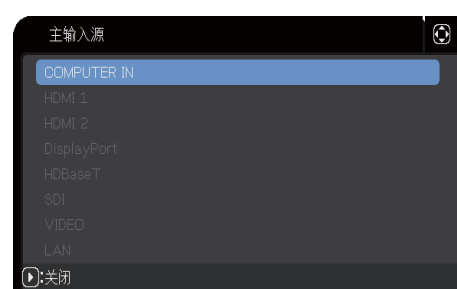 主输入源
COMPUTER IN
HDMI 1
HDMI 2
DisplayPort
HDBaseT
SDI
VIDEO
LAN
:关闭